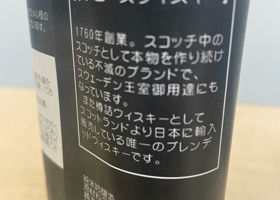 1760年創業。スコッチ中の
スコッチとして本物を作り続け
ている不滅のブランドで、
スウェーデン王室御用達にも
なっています。
また樽詰ウイスキーとして
スコットランドより日本に輸入
販売している唯一のブレンデ
ッドウィスキーです。